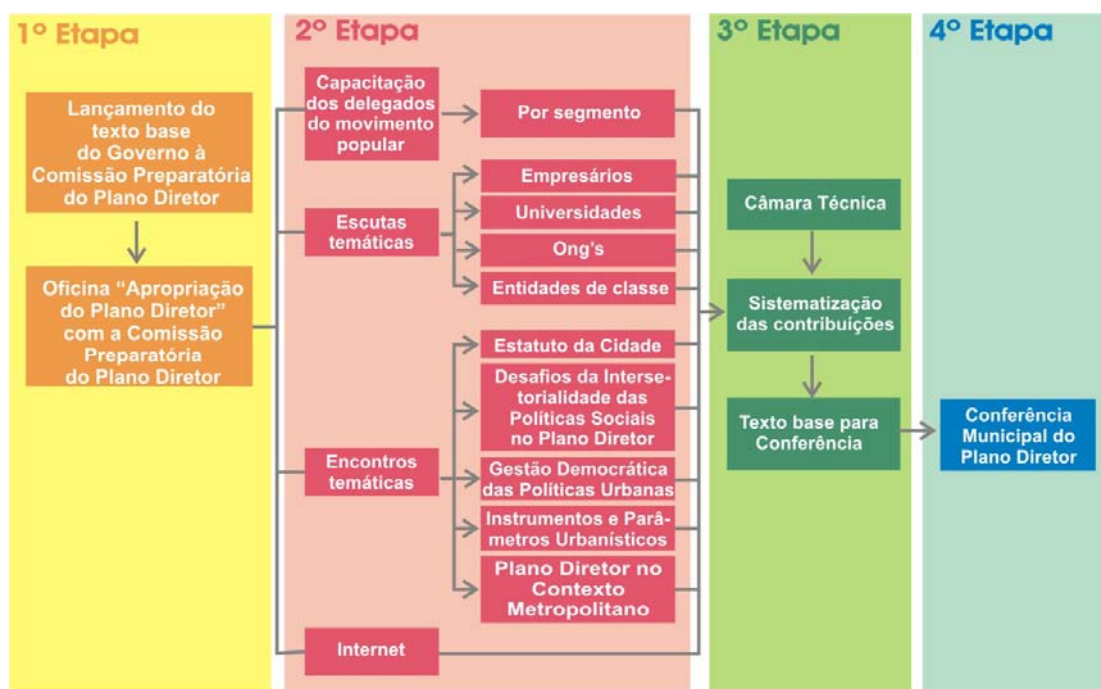 1º Etapa
Lançamento do
texto base
do Governo à
Comissão Preparatória
do Plano Diretor
Oficina “Apropriação
do Plano Diretor”
com a Comissão
Preparatória
do Plano Diretor
2º Etapa
Capacitação
dos delegados
do movimento
popular
Por segmento
Escutas
temáticas
Empresários
Universidades
Ong's
Entidades de classe
Encontros
temáticas
Estatuto da Cidade
Desafios da Interse-
torialidade das
Políticas Sociais
no Plano Diretor
Gestão Democrática
das Políticas Urbanas
Instrumentos e Parâ-
metros Urbanísticos
Plano Diretor no
Contexto
Metropolitano
Internet
3º Etapa
Câmara Técnica
Sistematização
das contribuições
Texto base para
Conferência
4º Etapa
Conferência
Municipal do
Plano Diretor